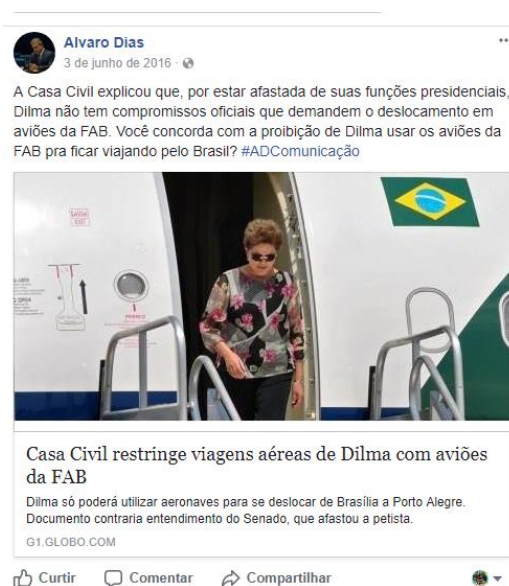 Alvaro Dias
3 de junho de 2016 ·
A Casa Civil explicou que, por estar afastada de suas funções presidenciais,
Dilma não tem compromissos oficiais que demandem o deslocamento em
aviões da FAB. Você concorda com a proibição de Dilma usar os aviões da
FAB pra ficar viajando pelo Brasil? #ADComunicação
Casa Civil restringe viagens aéreas de Dilma com aviões
da FAB
Dilma só poderá utilizar aeronaves para se deslocar de Brasília a Porto Alegre.
Documento contraria entendimento do Senado, que afastou a petista.
G1.GLOBO.COM
Curtir Comentar Compartilhar